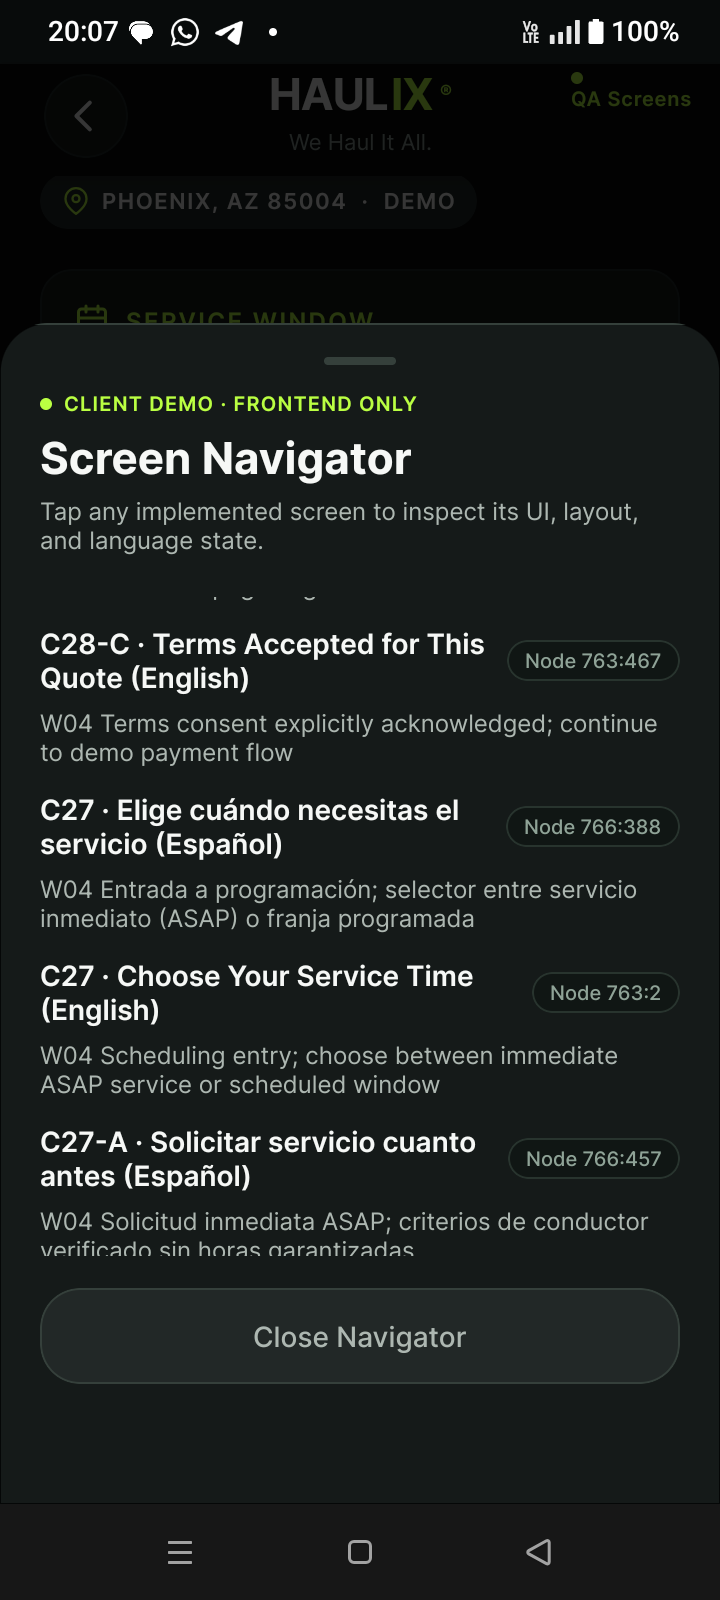 20:07 Vo LTE 100%
HAULIX®
QA Screens
We Haul It All.
PHOENIX, AZ 85004 · DEMO
SERVICE WINDOW
CLIENT DEMO · FRONTEND ONLY
Screen Navigator
Tap any implemented screen to inspect its UI, layout,
and language state.
C28-C · Terms Accepted for This
Quote (English)
Node 763:467
W04 Terms consent explicitly acknowledged; continue
to demo payment flow
C27 · Elige cuándo necesitas el
servicio (Español)
Node 766:388
W04 Entrada a programación; selector entre servicio
inmediato (ASAP) o franja programada
C27 · Choose Your Service Time
(English)
Node 763:2
W04 Scheduling entry; choose between immediate
ASAP service or scheduled window
C27-A · Solicitar servicio cuanto
antes (Español)
Node 766:457
W04 Solicitud inmediata ASAP; criterios de conductor
verificado sin horas garantizadas
Close Navigator